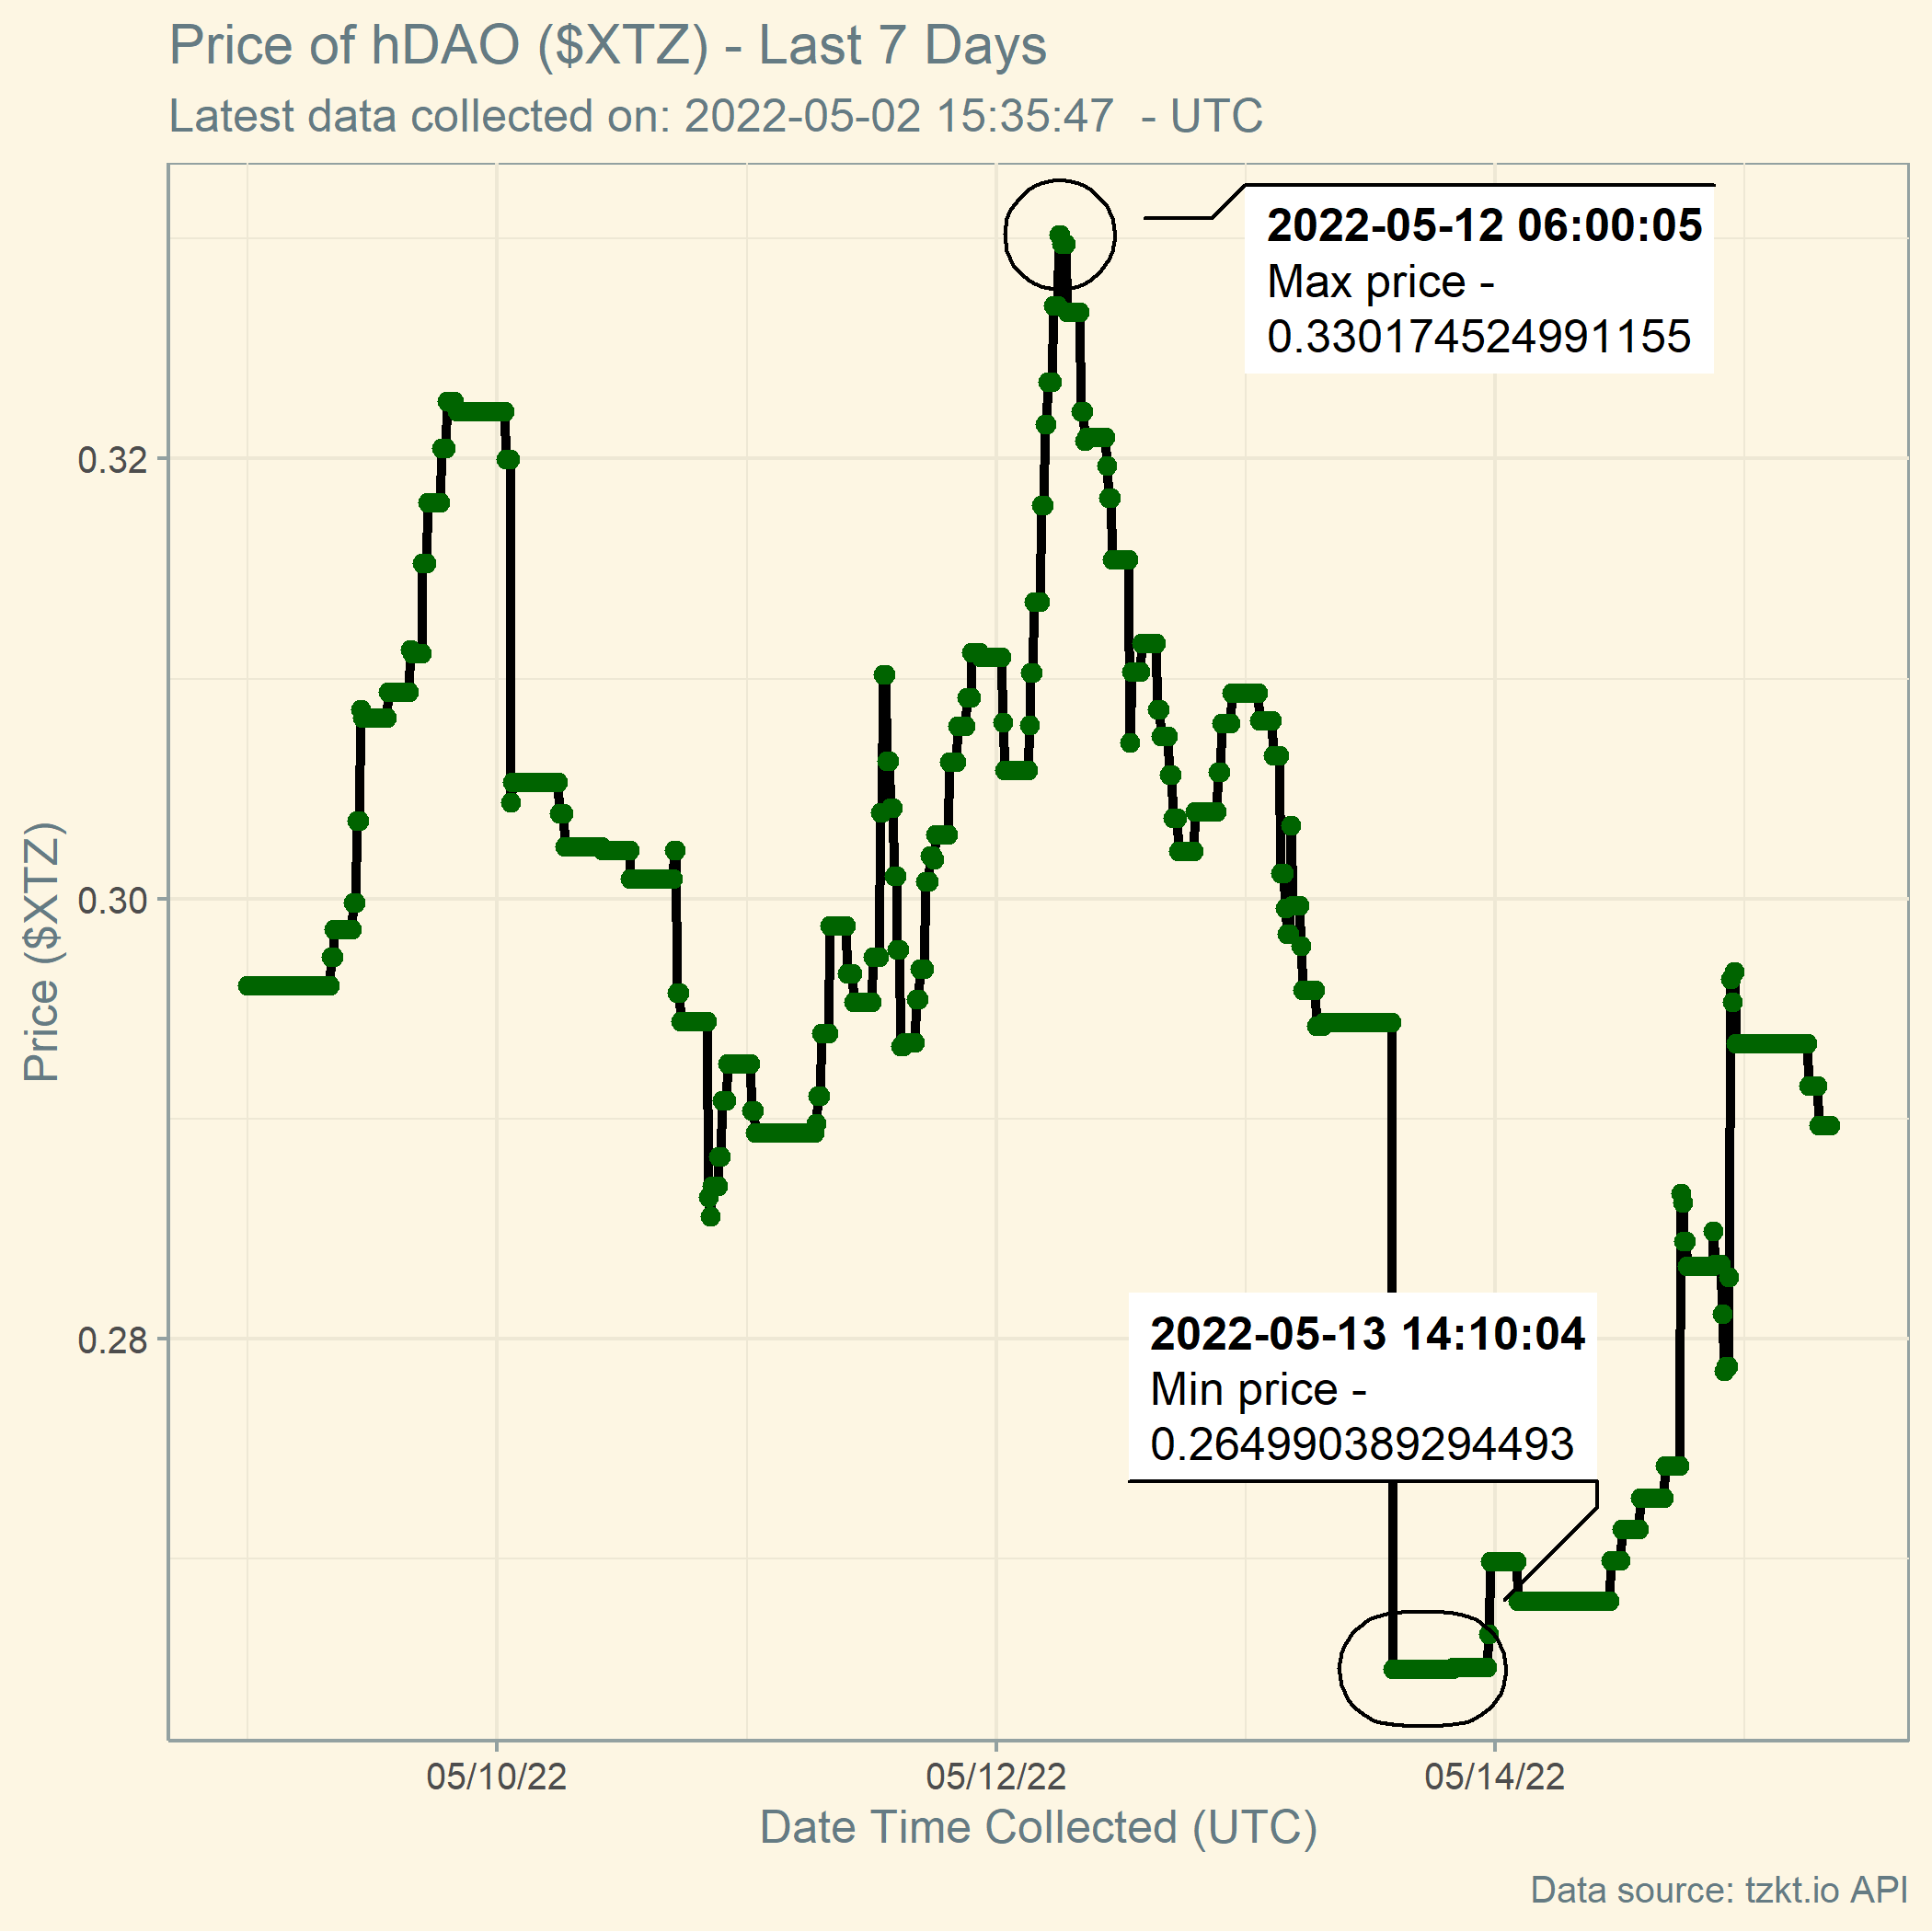 Price of hDAO ($XTZ) - Last 7 Days
Latest data collected on: 2022-05-02 15:35:47  - UTC
2022-05-12 06:00:05
Max price -
0.330174524991155
0.32
0.30
0.28
Price ($XTZ)
2022-05-13 14:10:04
Min price -
0.264990389294493
05/10/22
05/12/22
05/14/22
Date Time Collected (UTC)
Data source: tzkt.io API